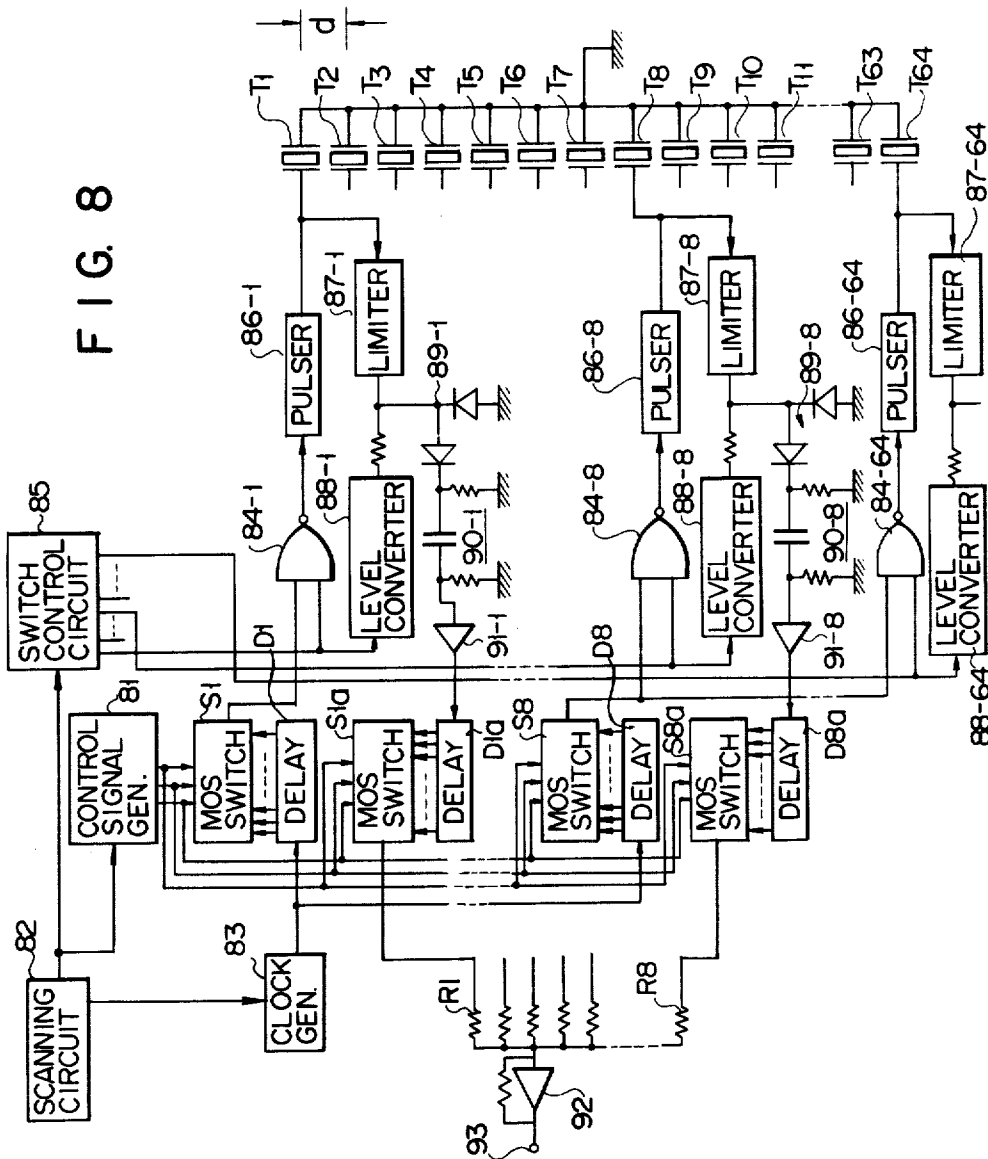 FIG. 8
SCANNING
CIRCUIT
82
CLOCK
GEN.
83
SWITCH
CONTROL
CIRCUIT
85
CONTROL
SIGNAL
GEN.
81
MOS
SWITCH
S1
DELAY
D1
MOS
SWITCH
S1a
DELAY
D1a
MOS
SWITCH
S8
DELAY
D8
MOS
SWITCH
S8a
DELAY
D8a
R1
R8
92
93
84-1
PULSER
86-1
LIMITER
87-1
LEVEL
CONVERTER
88-1
89-1
90-1
91-1
84-8
PULSER
86-8
LIMITER
87-8
LEVEL
CONVERTER
88-8
89-8
90-8
91-8
84-64
PULSER
86-64
LIMITER
87-64
LEVEL
CONVERTER
88-64
T1
T2
T3
T4
T5
T6
T7
T8
T9
T10
T11
T63
T64
d